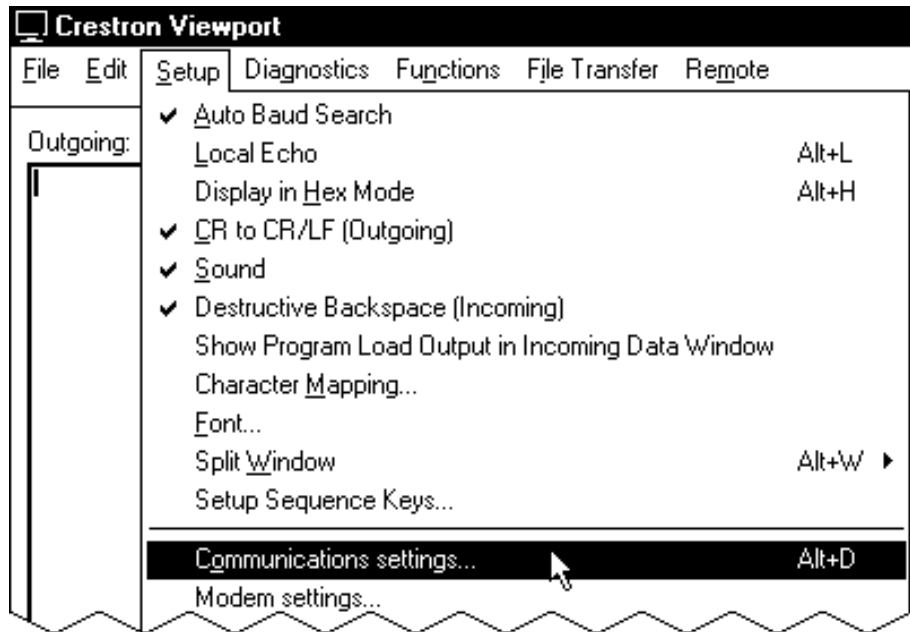 Crestron Viewport
File Edit Setup Diagnostics Functions File Transfer Remote
Auto Baud Search
Outgoing:
Local Echo Alt+L
Display in Hex Mode Alt+H
CR to CR/LF (Outgoing)
Sound
Destructive Backspace (Incoming)
Show Program Load Output in Incoming Data Window
Character Mapping...
Font...
Split Window Alt+W
Setup Sequence Keys...
Communications settings... Alt+D
Modem settings...